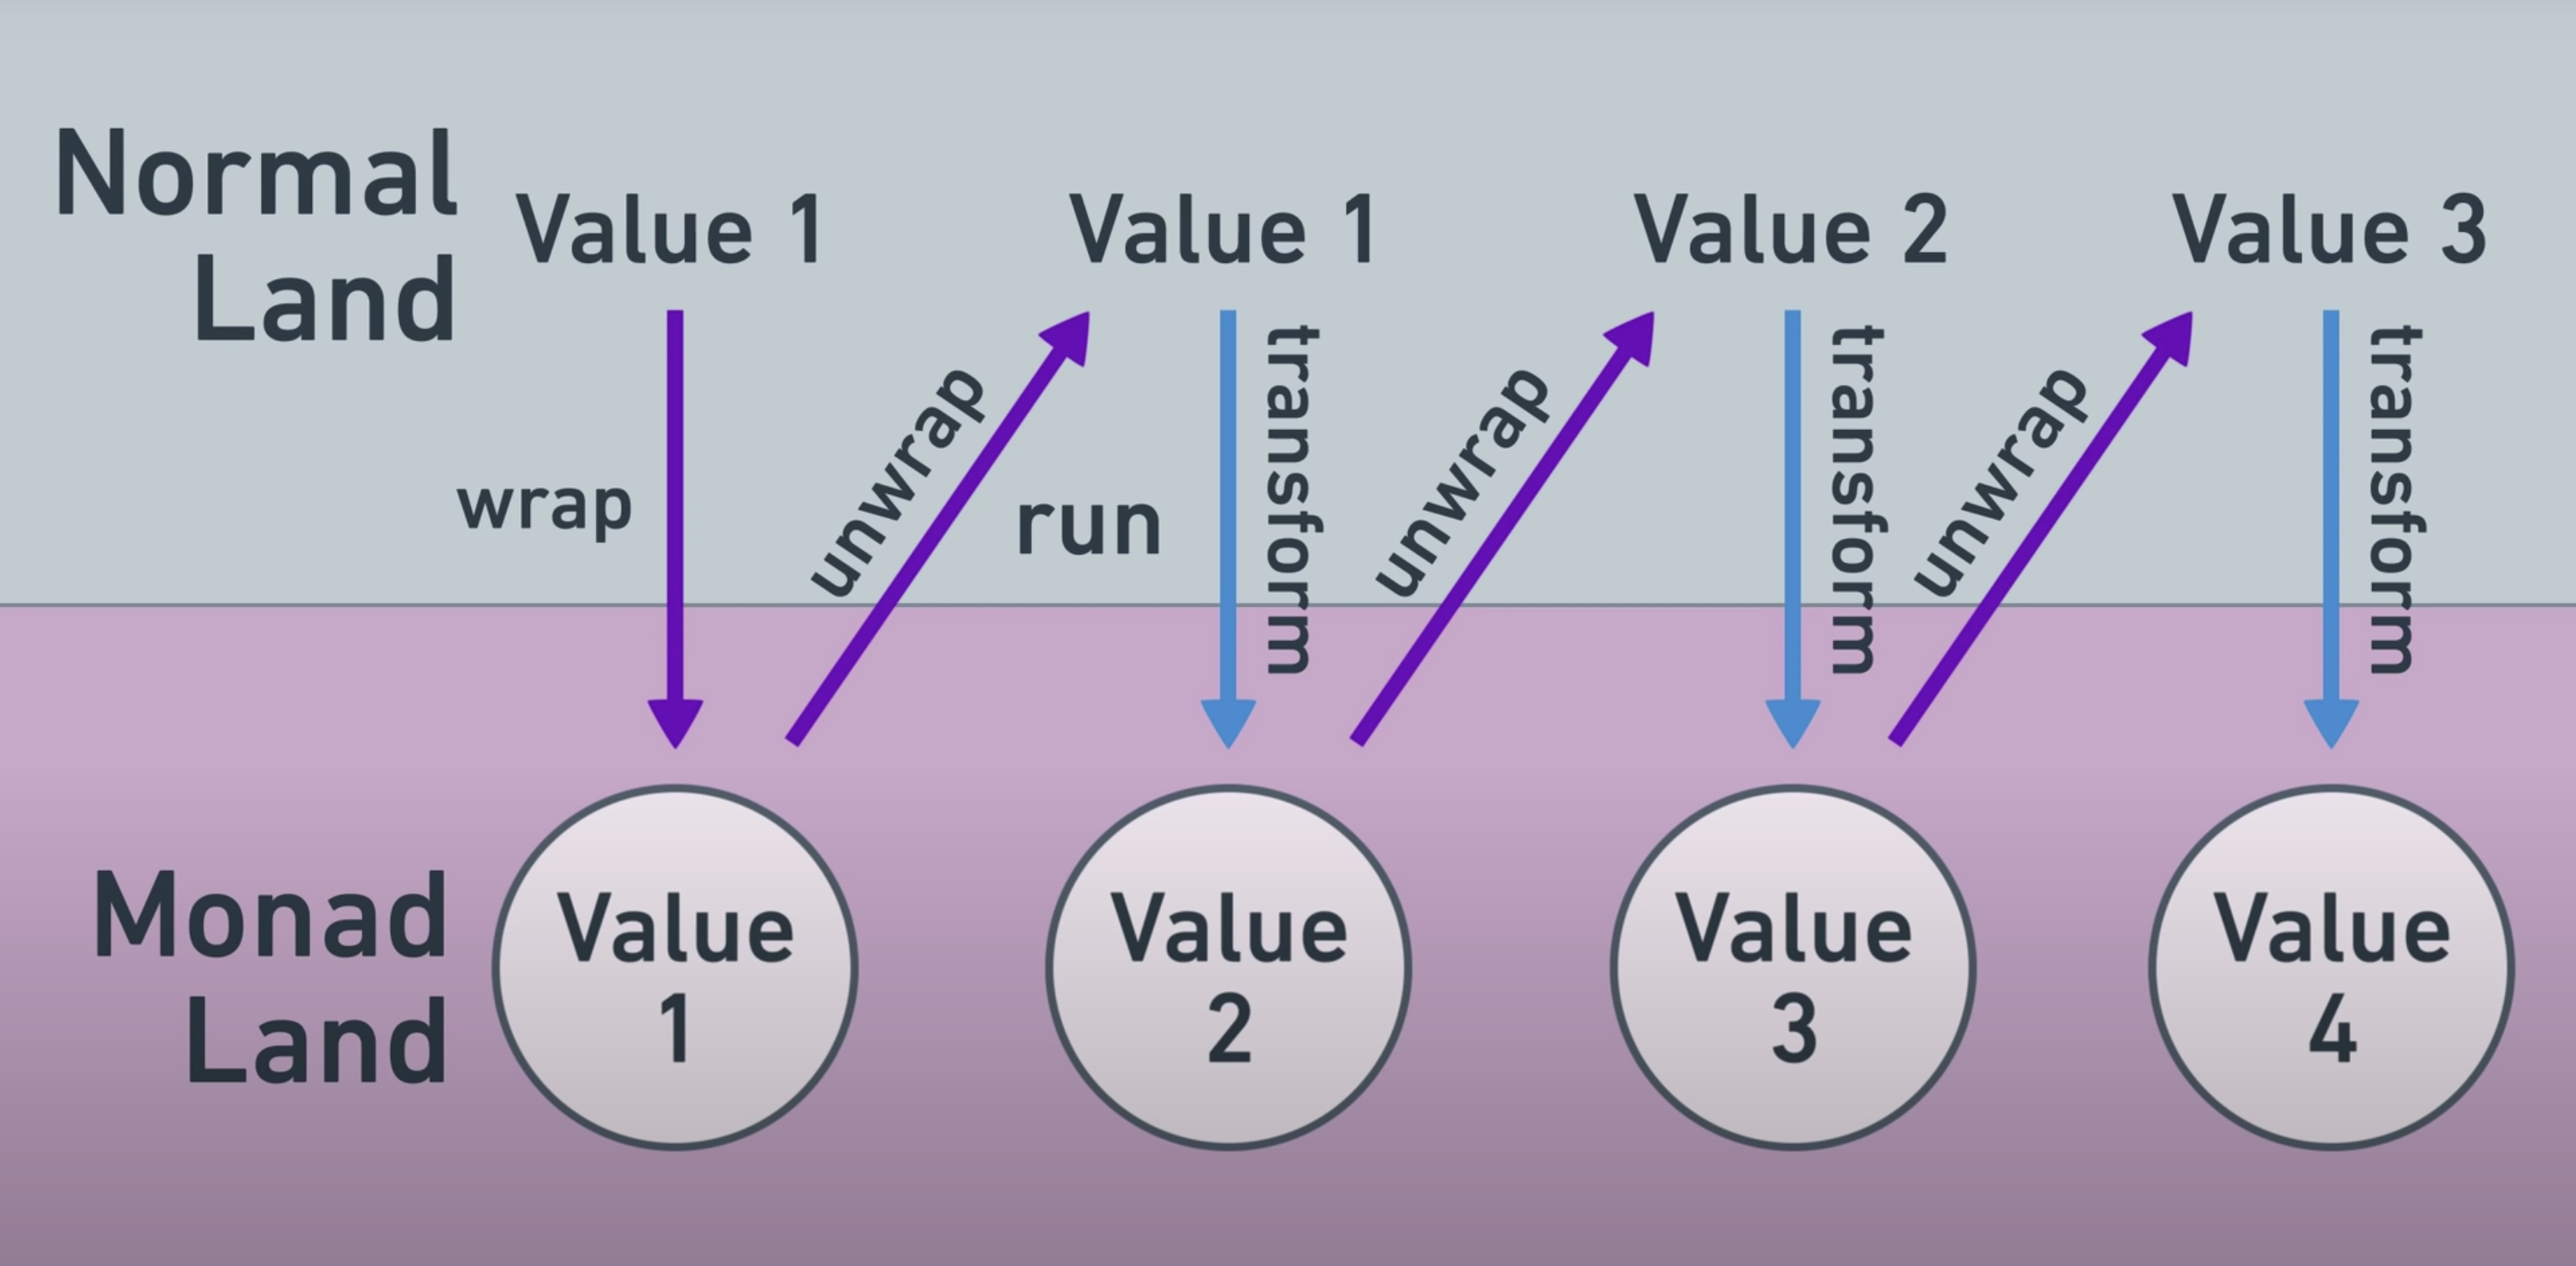 Normal
Land
Value 1
Value 1
Value 2
Value 3
wrap
unwrap
run
transform
unwrap
transform
unwrap
transform
Monad
Land
Value
1
Value
2
Value
3
Value
4